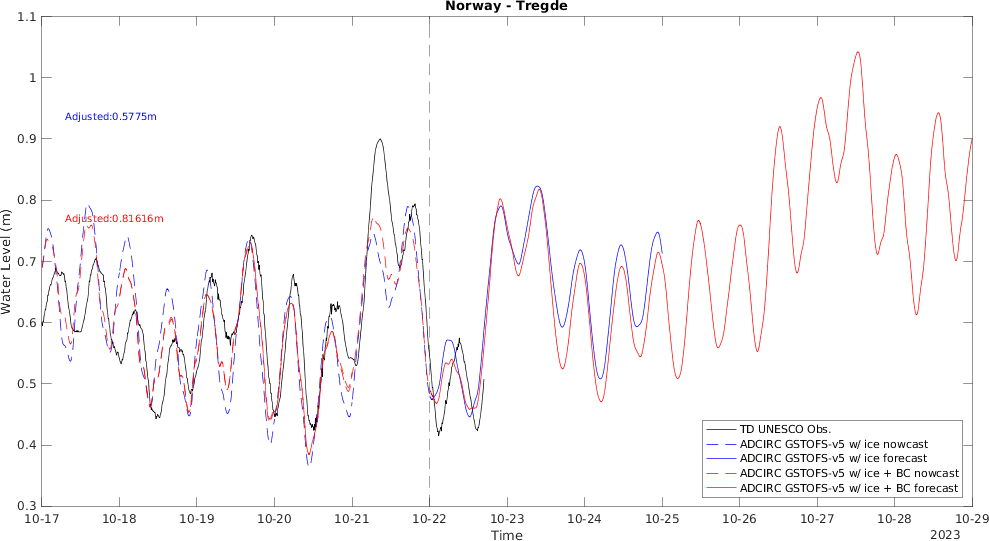 Norway - Tregde
1.1
1
0.9
0.8
0.7
0.6
0.5
0.4
0.3
Water Level (m)
Adjusted:0.5775m
Adjusted:0.81616m
TD UNESCO Obs.
ADCIRC GSTOFS-v5 w/ ice nowcast
ADCIRC GSTOFS-v5 w/ ice forecast
ADCIRC GSTOFS-v5 w/ ice + BC nowcast
ADCIRC GSTOFS-v5 w/ ice + BC forecast
10-17 10-18 10-19 10-20 10-21 10-22 10-23 10-24 10-25 10-26 10-27 10-28 10-29
Time
2023